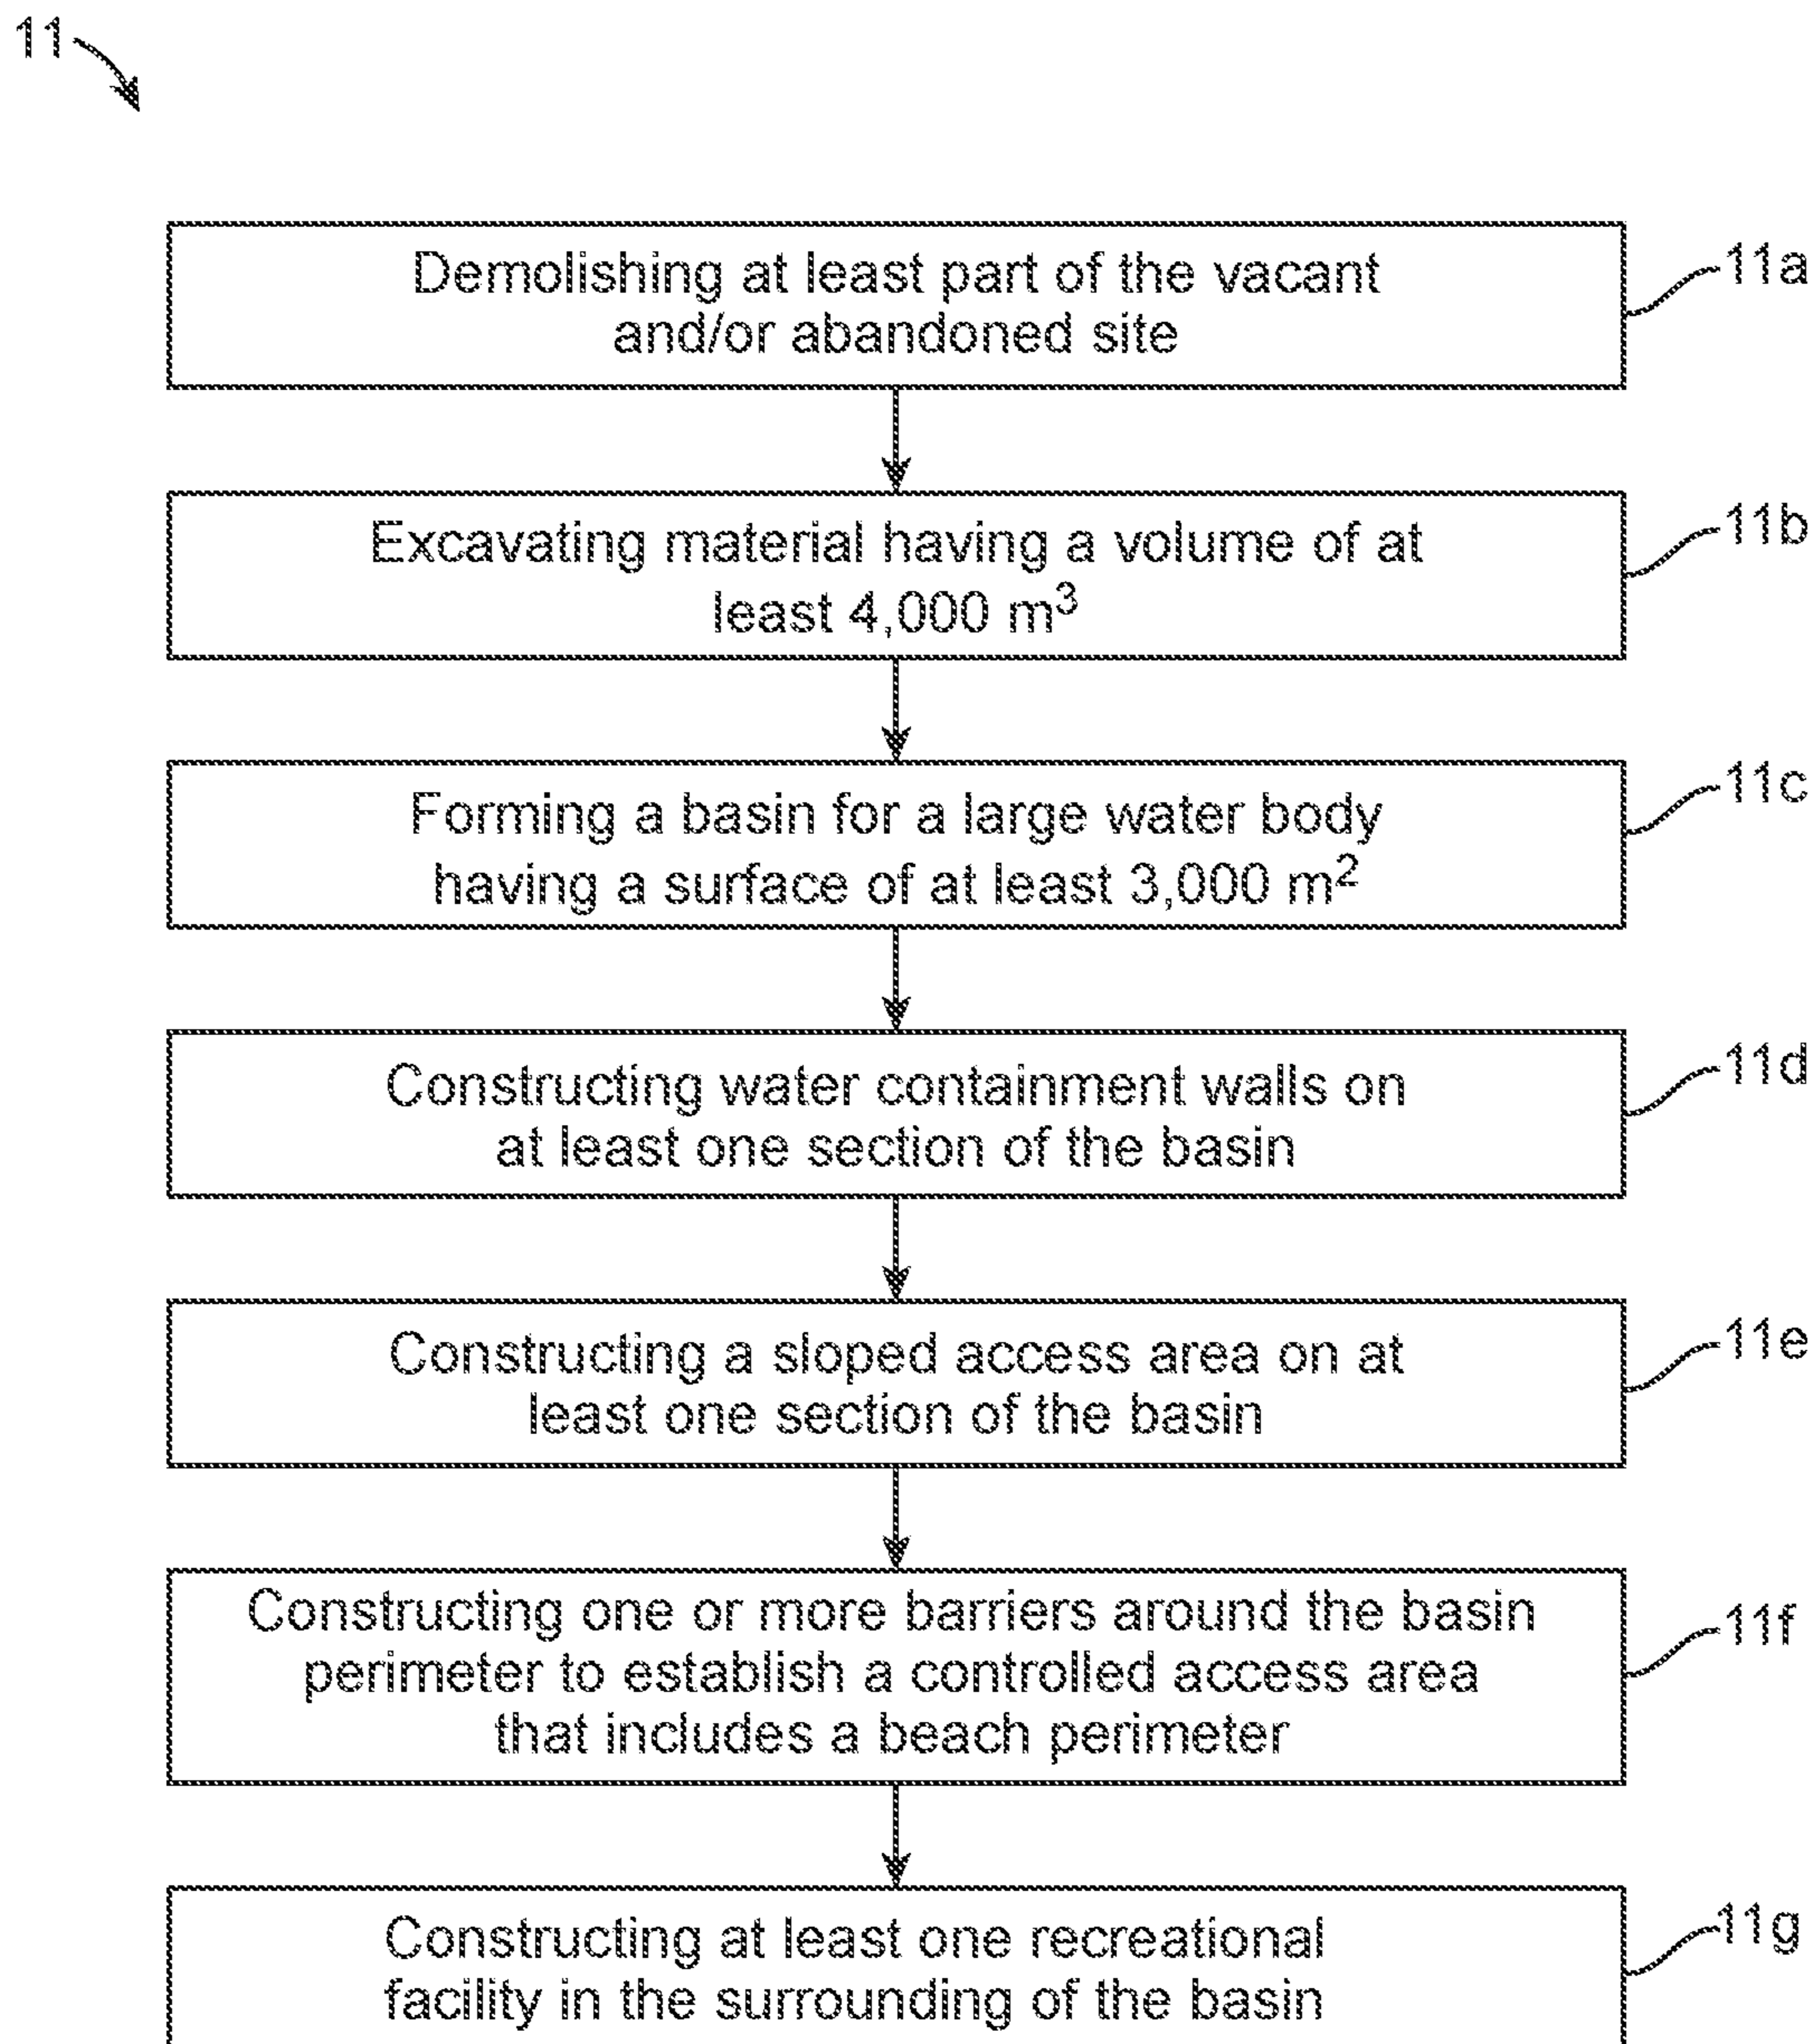 11
Demolishing at least part of the vacant
and/or abandoned site
11a
Excavating material having a volume of at
least 4,000 m³
11b
Forming a basin for a large water body
having a surface of at least 3,000 m²
11c
Constructing water containment walls on
at least one section of the basin
11d
Constructing a sloped access area on at
least one section of the basin
11e
Constructing one or more barriers around the basin
perimeter to establish a controlled access area
that includes a beach perimeter
11f
Constructing at least one recreational
facility in the surrounding of the basin
11g